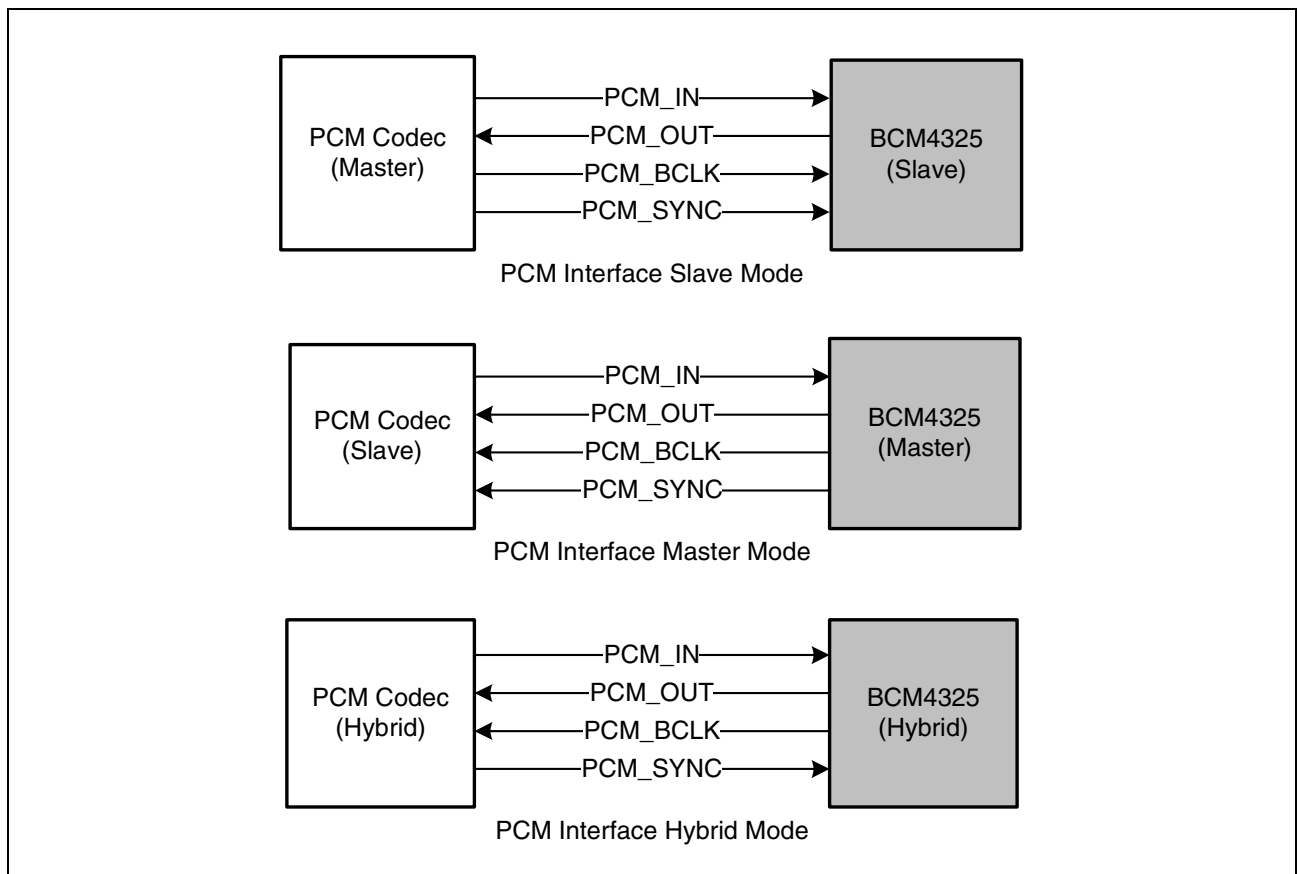 PCM Codec
(Master)
PCM_IN
PCM_OUT
PCM_BCLK
PCM_SYNC
BCM4325
(Slave)
PCM Interface Slave Mode
PCM Codec
(Slave)
PCM_IN
PCM_OUT
PCM_BCLK
PCM_SYNC
BCM4325
(Master)
PCM Interface Master Mode
PCM Codec
(Hybrid)
PCM_IN
PCM_OUT
PCM_BCLK
PCM_SYNC
BCM4325
(Hybrid)
PCM Interface Hybrid Mode